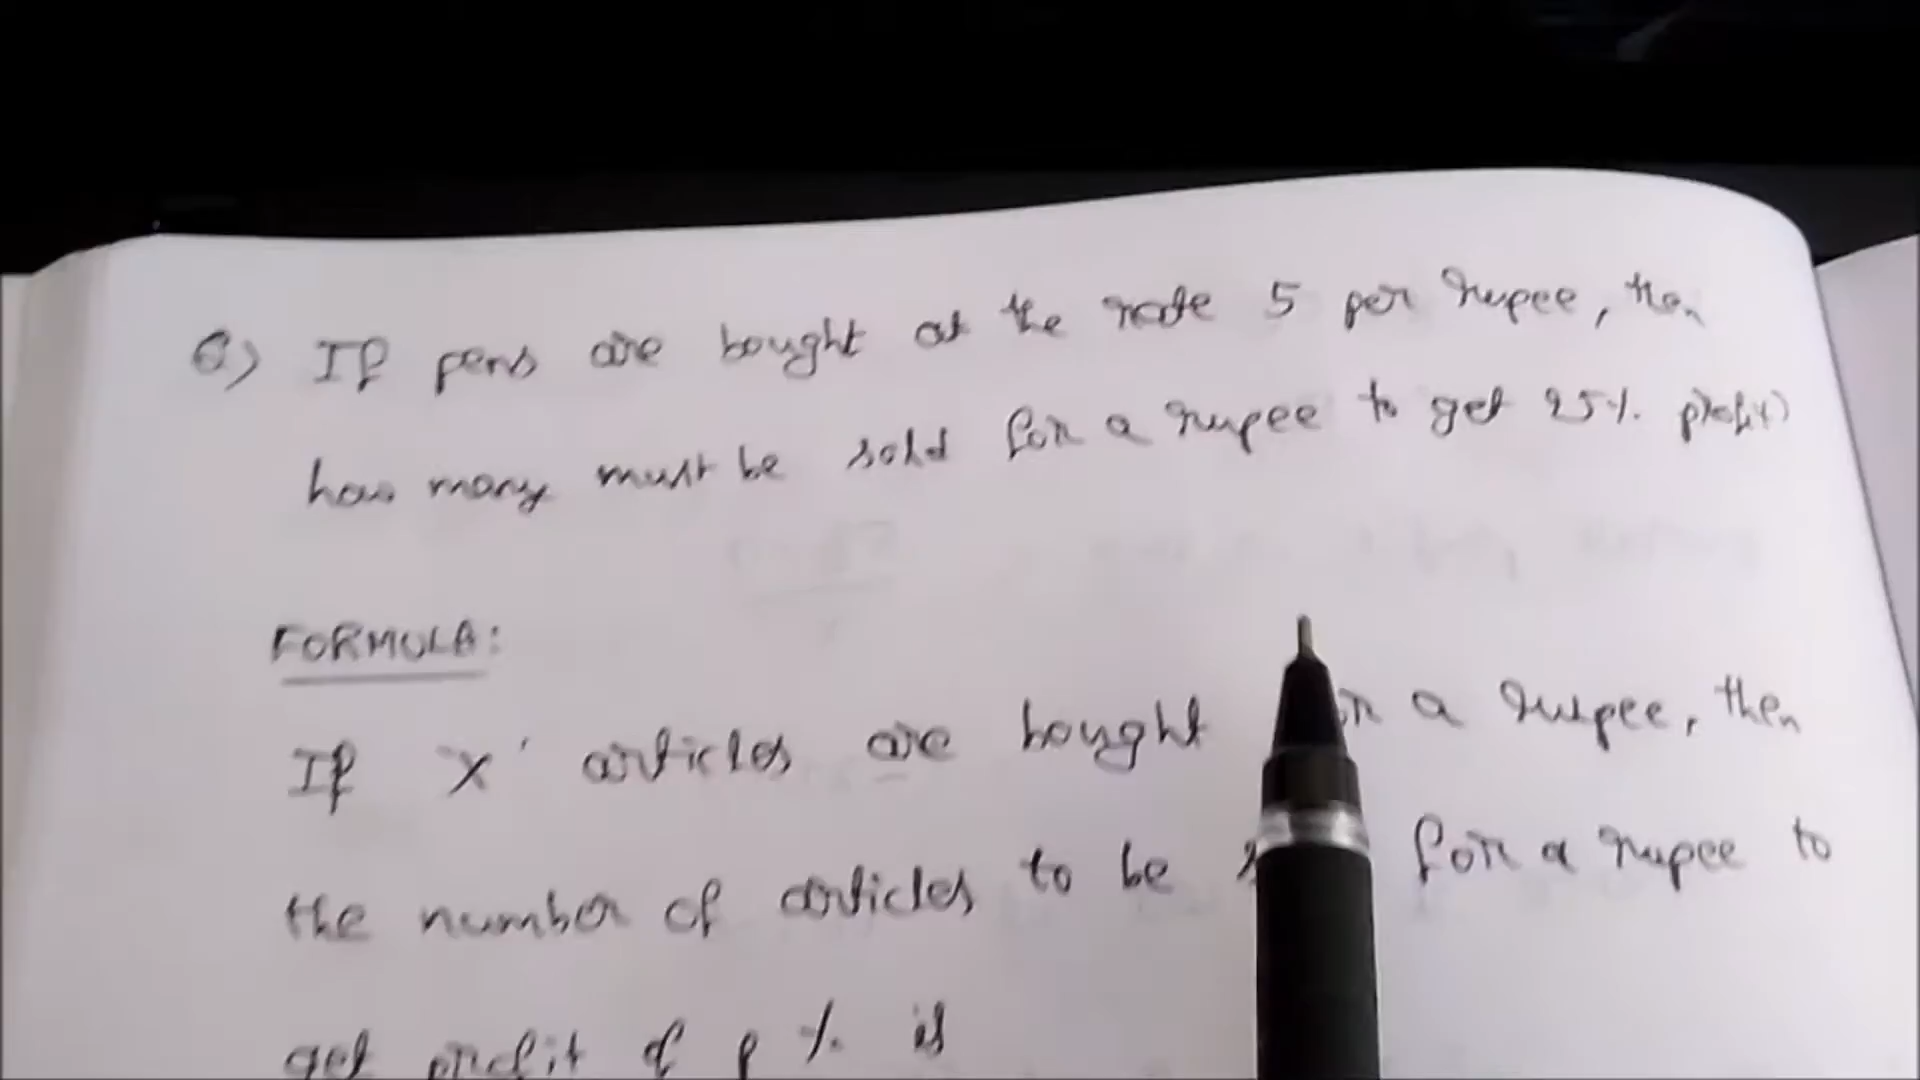 Q) If pens are bought at the rate 5 per rupee, then
how many must be sold for a rupee to get 25% profit)
FORMULA:
If 'x' articles are bought a rupee, then
the number of articles to be for a rupee to
get profit of p % is